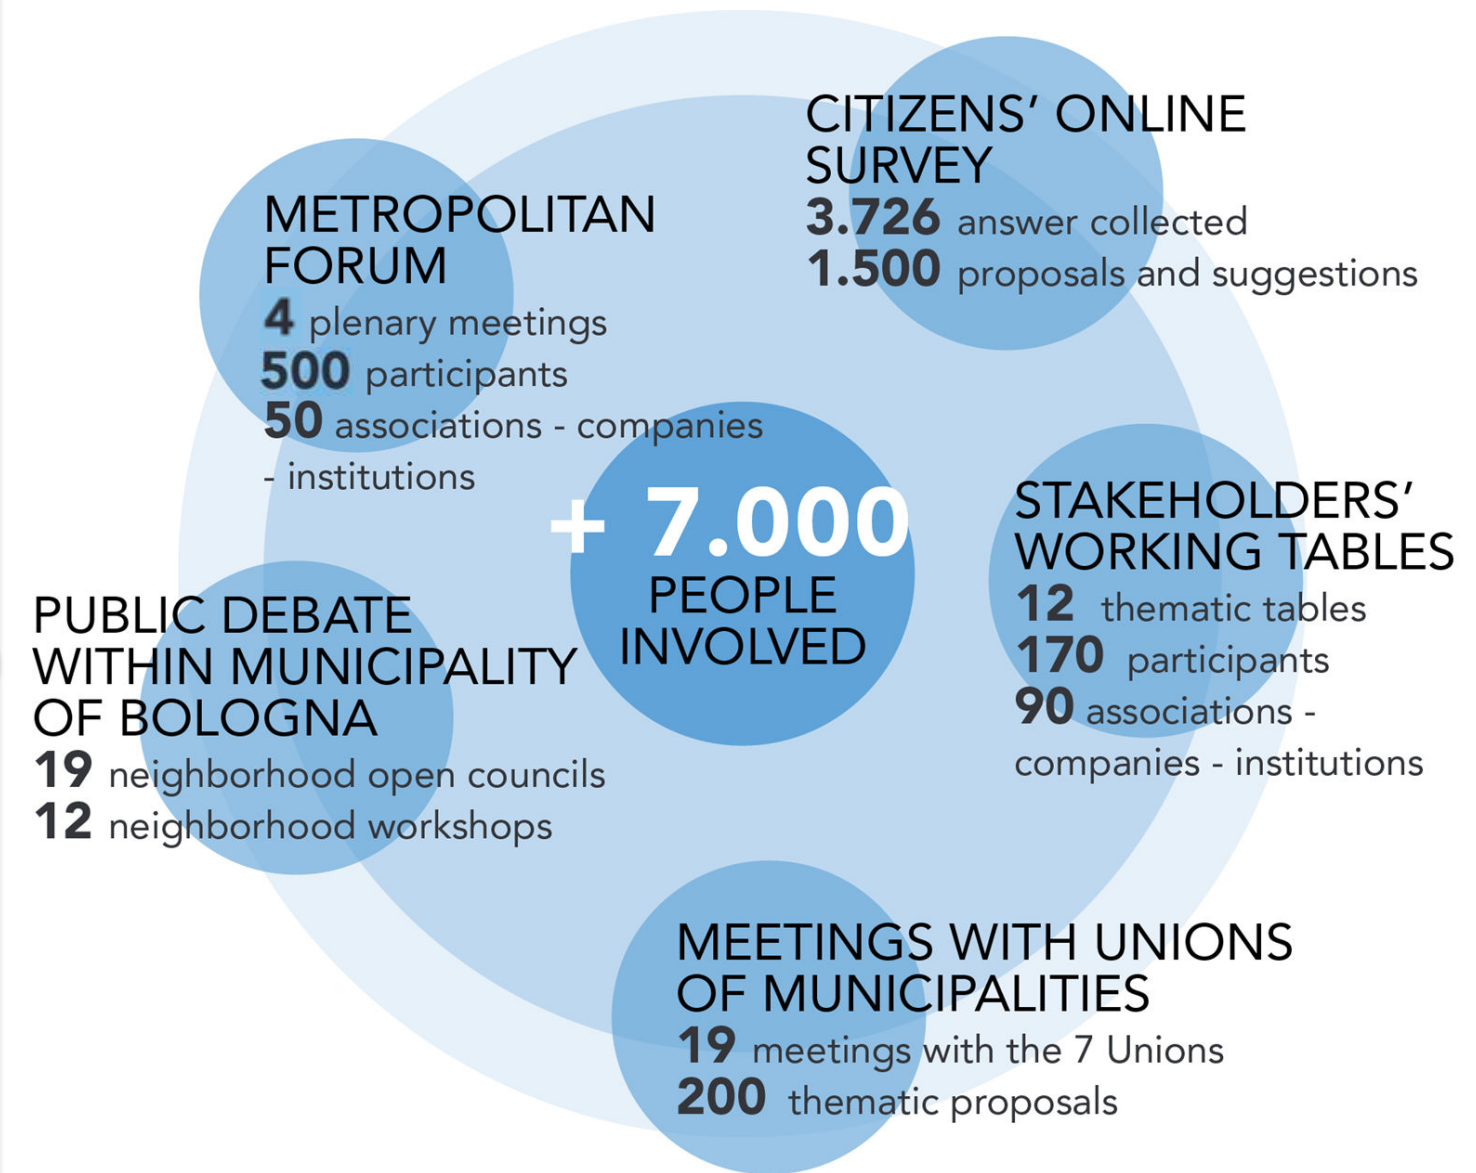 CITIZENS’ ONLINE
SURVEY
3.726 answer collected
1.500 proposals and suggestions
METROPOLITAN
FORUM
4 plenary meetings
500 participants
50 associations - companies
- institutions
+ 7.000
PEOPLE
INVOLVED
STAKEHOLDERS’
WORKING TABLES
12 thematic tables
170 participants
90 associations -
companies - institutions
PUBLIC DEBATE
WITHIN MUNICIPALITY
OF BOLOGNA
19 neighborhood open councils
12 neighborhood workshops
MEETINGS WITH UNIONS
OF MUNICIPALITIES
19 meetings with the 7 Unions
200 thematic proposals